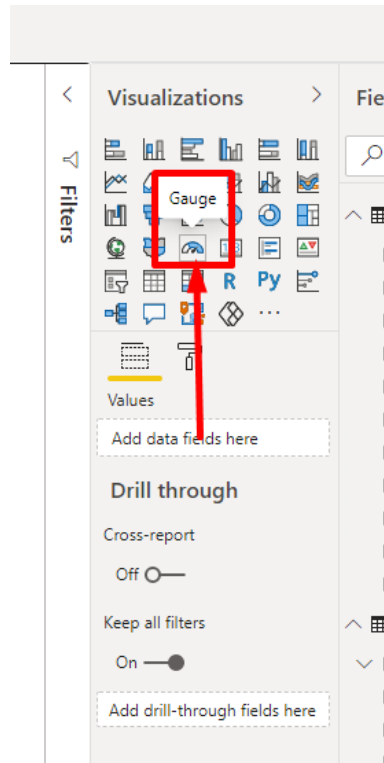 Visualizations
Fie
Filters
Gauge
123
R
Py
...
Values
Add data fields here
Drill through
Cross-report
Off
Keep all filters
On
Add drill-through fields here